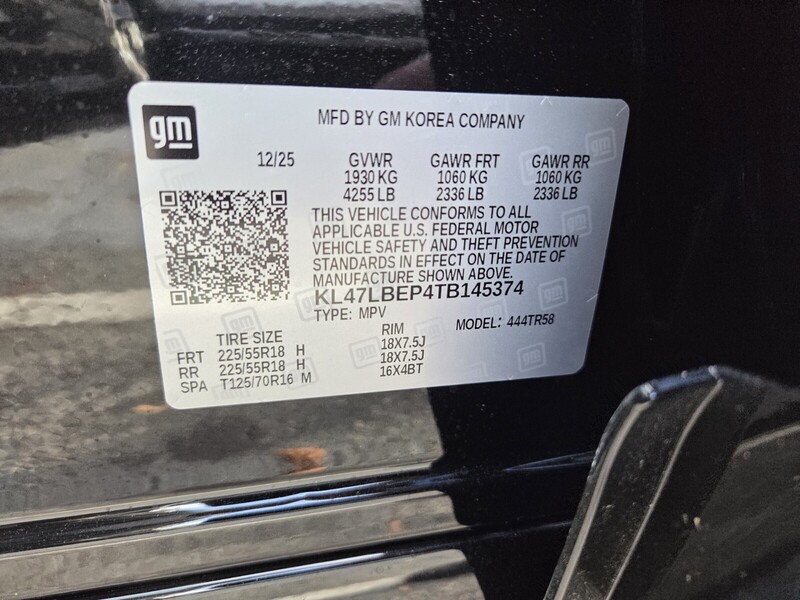 gm
MFD BY GM KOREA COMPANY
12/25 GVWR GAWR FRT GAWR RR
1930 KG 1060 KG 1060 KG
4255 LB 2336 LB 2336 LB
THIS VEHICLE CONFORMS TO ALL
APPLICABLE U.S. FEDERAL MOTOR
VEHICLE SAFETY AND THEFT PREVENTION
STANDARDS IN EFFECT ON THE DATE OF
MANUFACTURE SHOWN ABOVE.
KL47LBEP4TB145374
TYPE: MPV
MODEL: 444TR58
TIRE SIZE RIM
FRT 225/55R18 H 18X7.5J
RR 225/55R18 H 18X7.5J
SPA T125/70R16 M 16X4BT